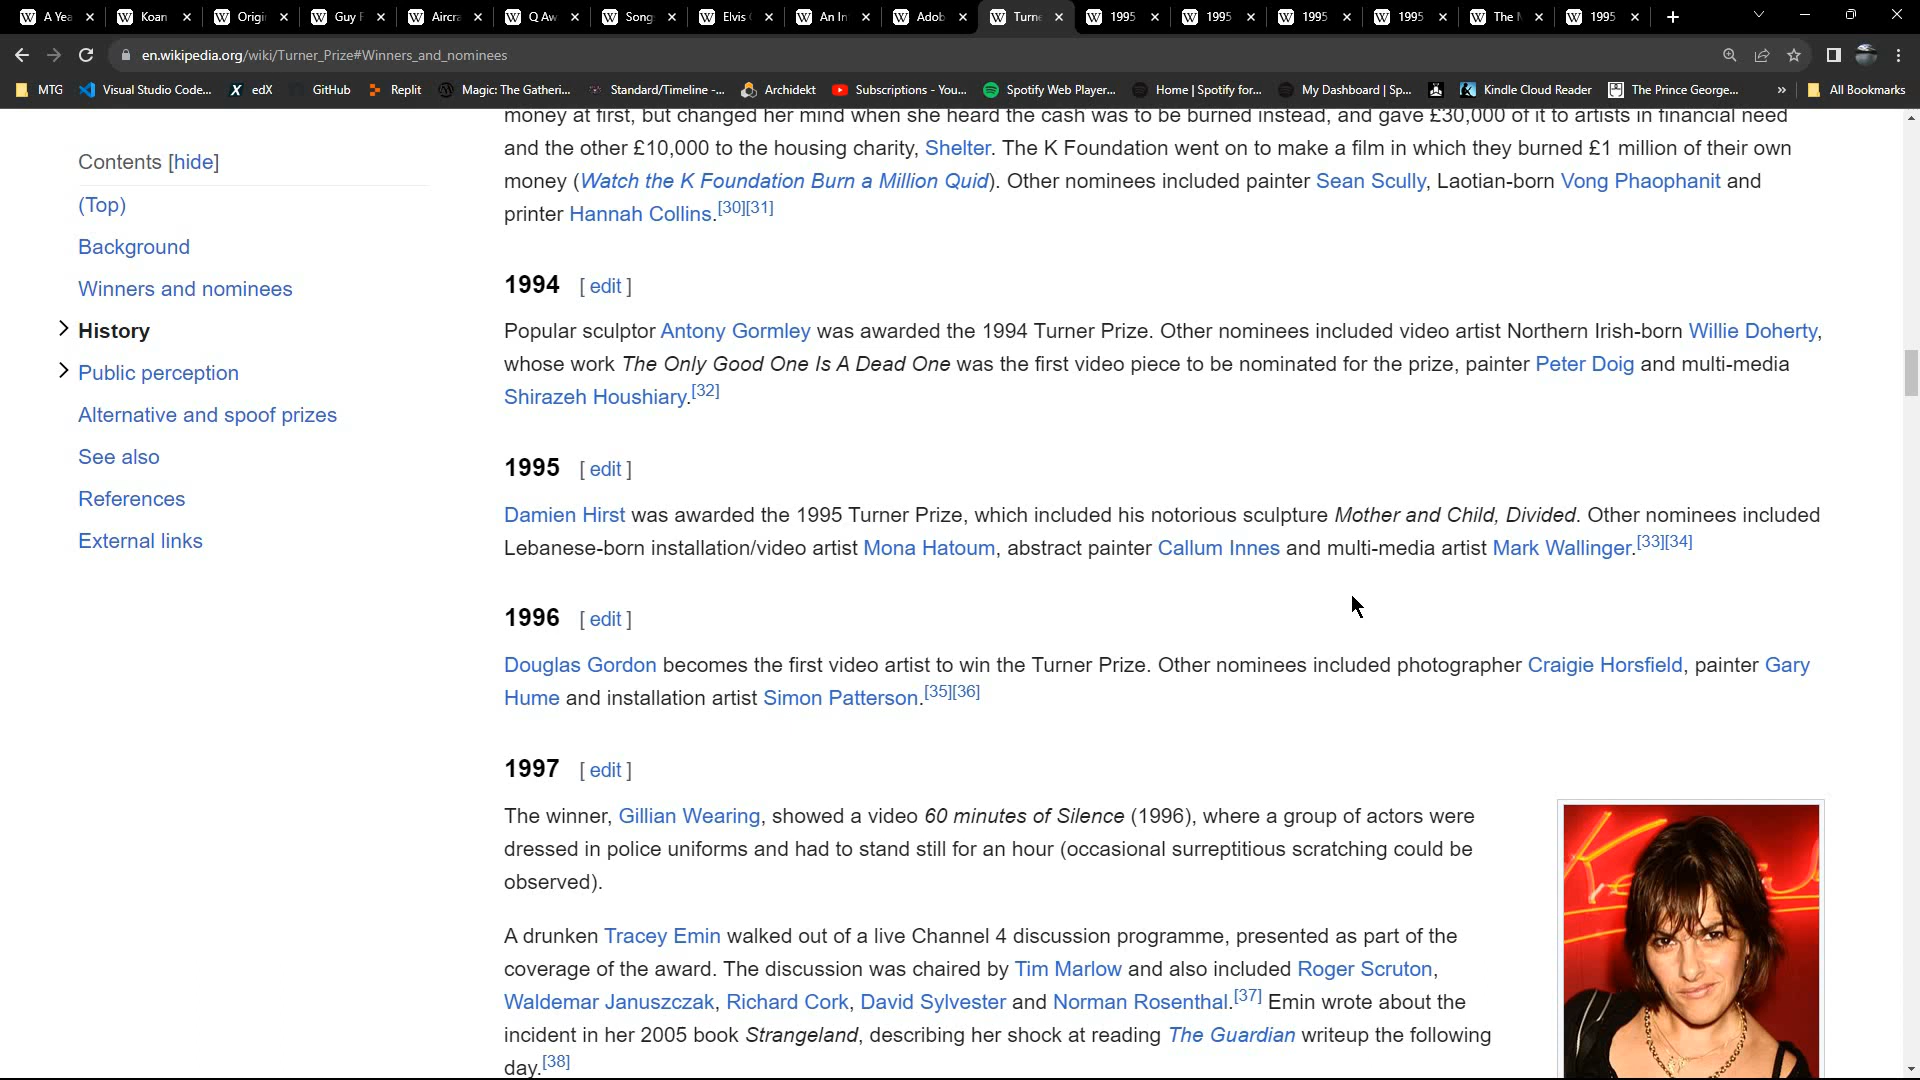 A Yea
Koan
Origi
Guy F
Aircra
Q Aw
Song
Elvis
An In
Adob
Turne
1995
1995
1995
1995
The
1995
en.wikipedia.org/wiki/Turner_Prize#Winners_and_nominees
MTG
Visual Studio Code...
edX
GitHub
Replit
Magic: The Gatheri...
Standard/Timeline -...
Archidekt
Subscriptions - You...
Spotify Web Player...
Home | Spotify for...
My Dashboard | Sp...
Kindle Cloud Reader
The Prince George...
»
All Bookmarks
Contents [hide]
(Top)
Background
Winners and nominees
History
Public perception
Alternative and spoof prizes
See also
References
External links
money at first, but changed her mind when she heard the cash was to be burned instead, and gave £30,000 of it to artists in financial need
and the other £10,000 to the housing charity, Shelter. The K Foundation went on to make a film in which they burned £1 million of their own
money (Watch the K Foundation Burn a Million Quid). Other nominees included painter Sean Scully, Laotian-born Vong Phaophanit and
printer Hannah Collins.[30][31]
1994 [ edit ]
Popular sculptor Antony Gormley was awarded the 1994 Turner Prize. Other nominees included video artist Northern Irish-born Willie Doherty,
whose work The Only Good One Is A Dead One was the first video piece to be nominated for the prize, painter Peter Doig and multi-media
Shirazeh Houshiary.[32]
1995 [ edit ]
Damien Hirst was awarded the 1995 Turner Prize, which included his notorious sculpture Mother and Child, Divided. Other nominees included
Lebanese-born installation/video artist Mona Hatoum, abstract painter Callum Innes and multi-media artist Mark Wallinger.[33][34]
1996 [ edit ]
Douglas Gordon becomes the first video artist to win the Turner Prize. Other nominees included photographer Craigie Horsfield, painter Gary
Hume and installation artist Simon Patterson.[35][36]
1997 [ edit ]
The winner, Gillian Wearing, showed a video 60 minutes of Silence (1996), where a group of actors were
dressed in police uniforms and had to stand still for an hour (occasional surreptitious scratching could be
observed).
A drunken Tracey Emin walked out of a live Channel 4 discussion programme, presented as part of the
coverage of the award. The discussion was chaired by Tim Marlow and also included Roger Scruton,
Waldemar Januszczak, Richard Cork, David Sylvester and Norman Rosenthal.[37] Emin wrote about the
incident in her 2005 book Strangeland, describing her shock at reading The Guardian writeup the following
day.[38]